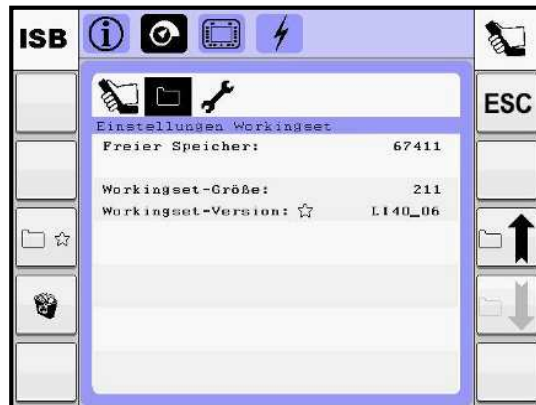 ISB
ESC
Einstellungen Workingset
Freier Speicher: 67411
Workingset-Größe: 211
Workingset-Version: LI40_06